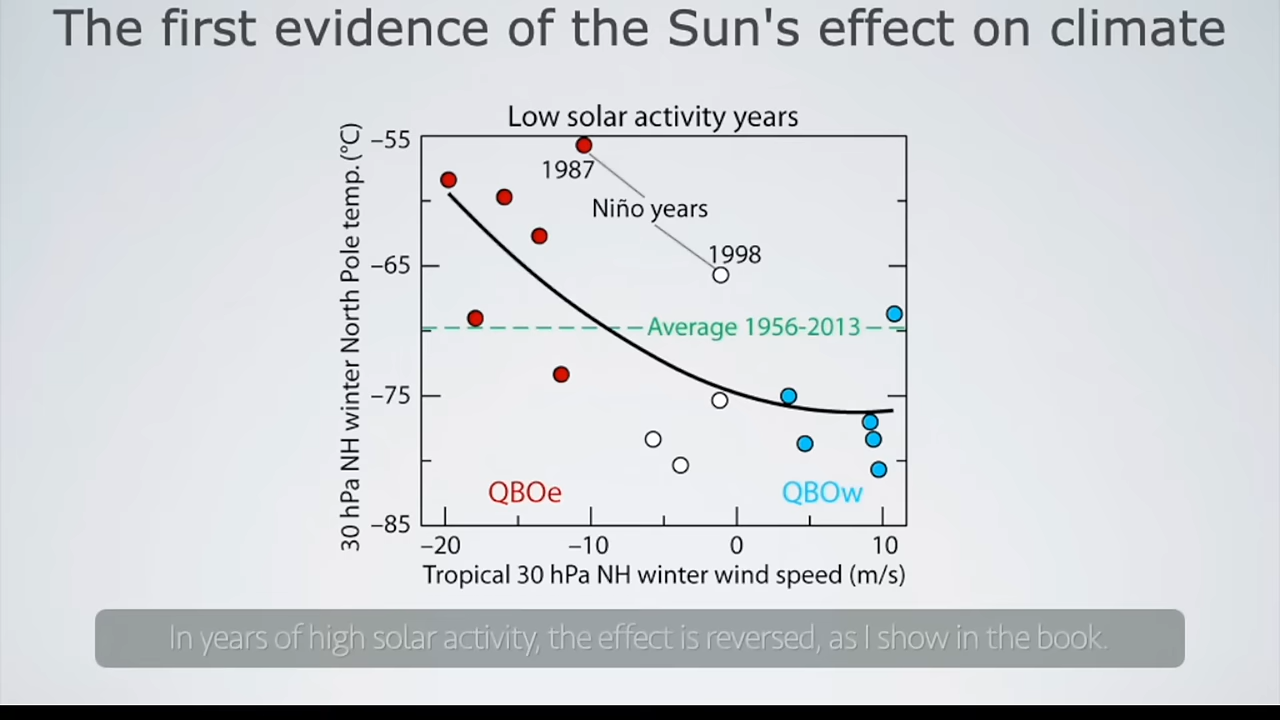 The first evidence of the Sun's effect on climate
Low solar activity years
30 hPa NH winter North Pole temp. (°C)
−55
−65
−75
−85
1987
Niño years
1998
Average 1956-2013
QBOe
QBOw
−20
−10
0
10
Tropical 30 hPa NH winter wind speed (m/s)
In years of high solar activity, the effect is reversed, as I show in the book.